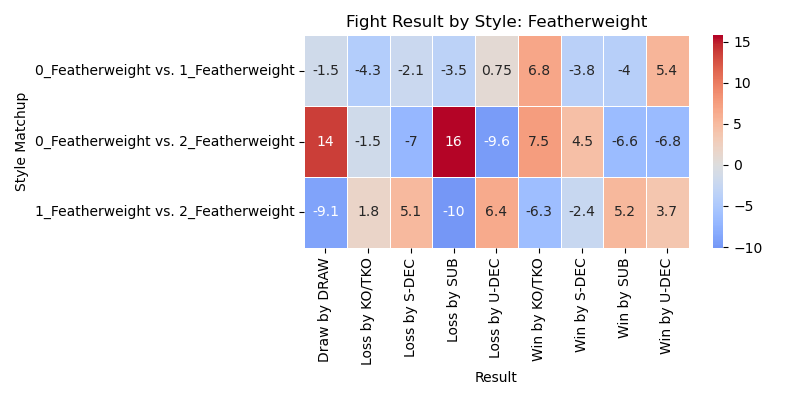 Fight Result by Style: Featherweight
Style Matchup
0_Featherweight vs. 1_Featherweight -1.5 -4.3 -2.1 -3.5 0.75 6.8 -3.8 -4 5.4
0_Featherweight vs. 2_Featherweight 14 -1.5 -7 16 -9.6 7.5 4.5 -6.6 -6.8
1_Featherweight vs. 2_Featherweight -9.1 1.8 5.1 -10 6.4 -6.3 -2.4 5.2 3.7
Draw by DRAW
Loss by KO/TKO
Loss by S-DEC
Loss by SUB
Loss by U-DEC
Win by KO/TKO
Win by S-DEC
Win by SUB
Win by U-DEC
Result
15
10
5
0
−5
−10